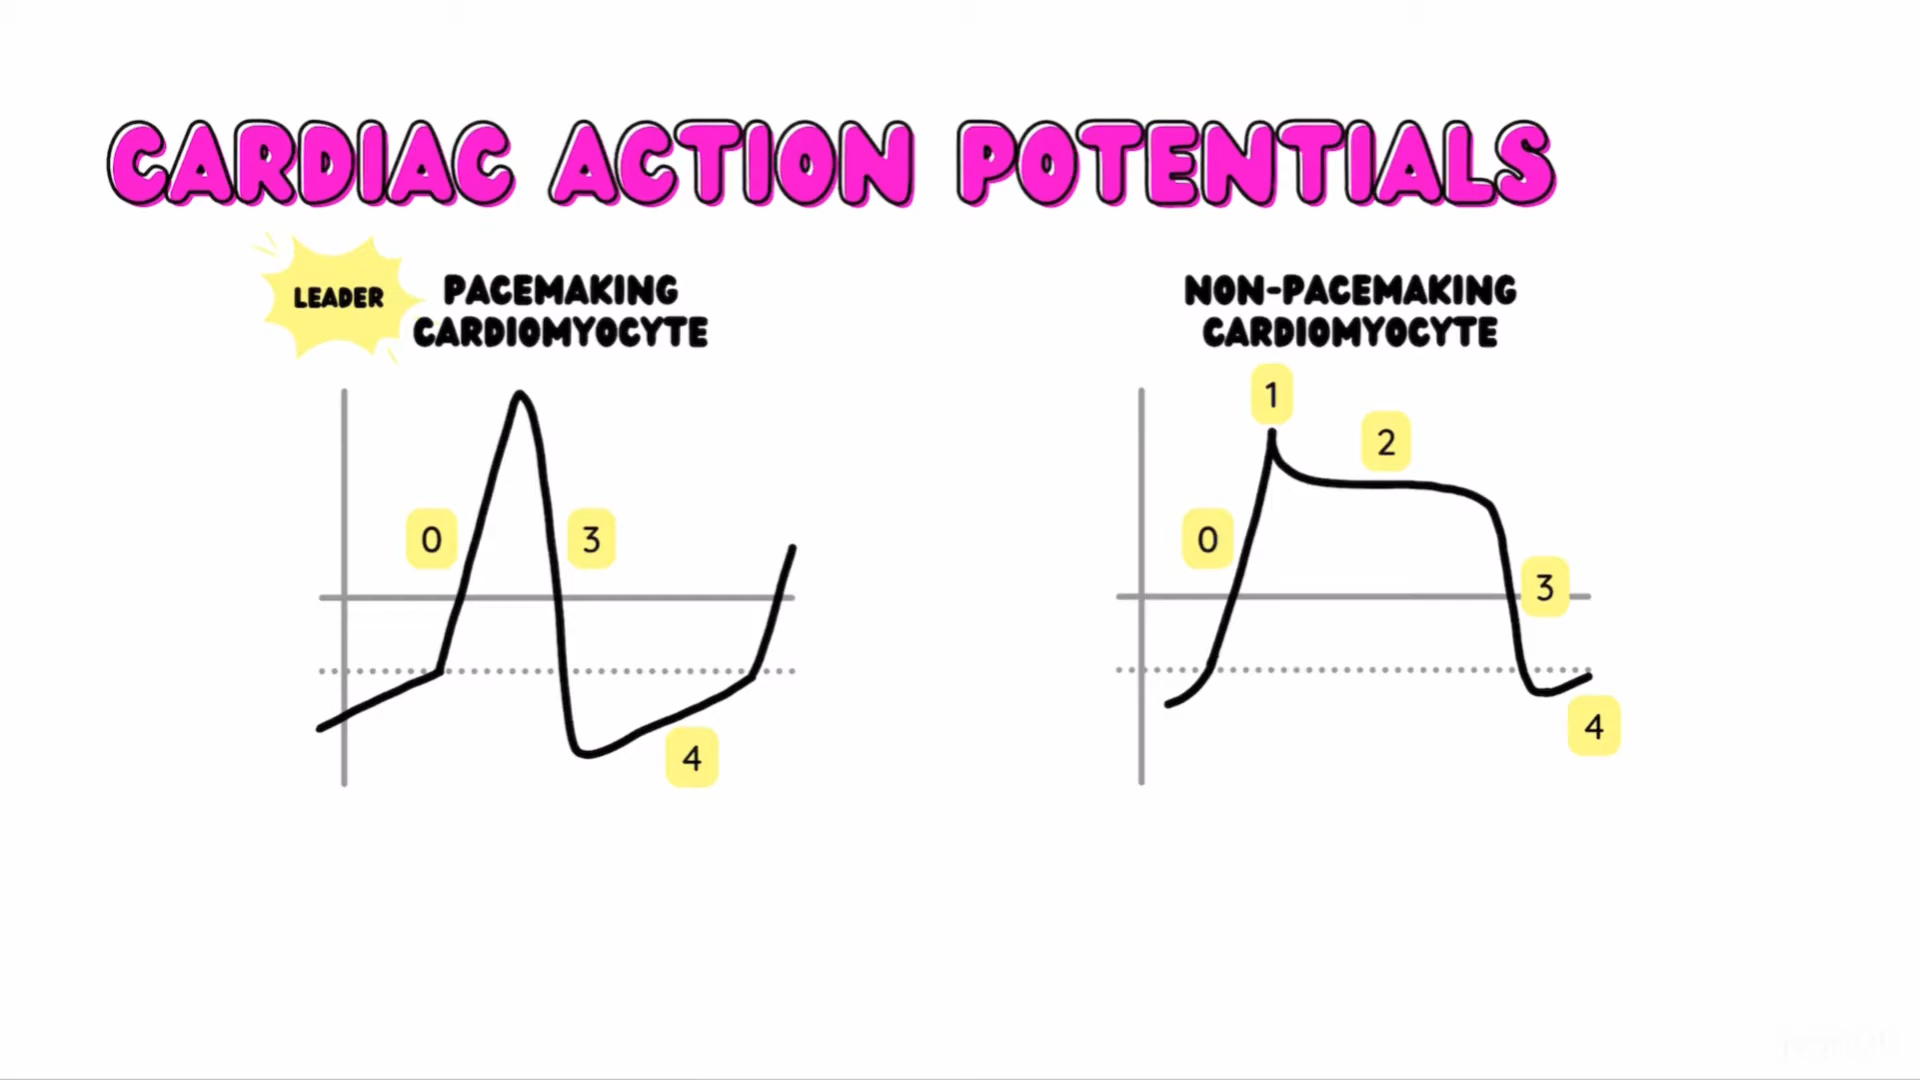 CARDIAC ACTION POTENTIALS
LEADER
PACEMAKING
CARDIOMYOCYTE
0
3
4
NON-PACEMAKING
CARDIOMYOCYTE
1
2
0
3
4